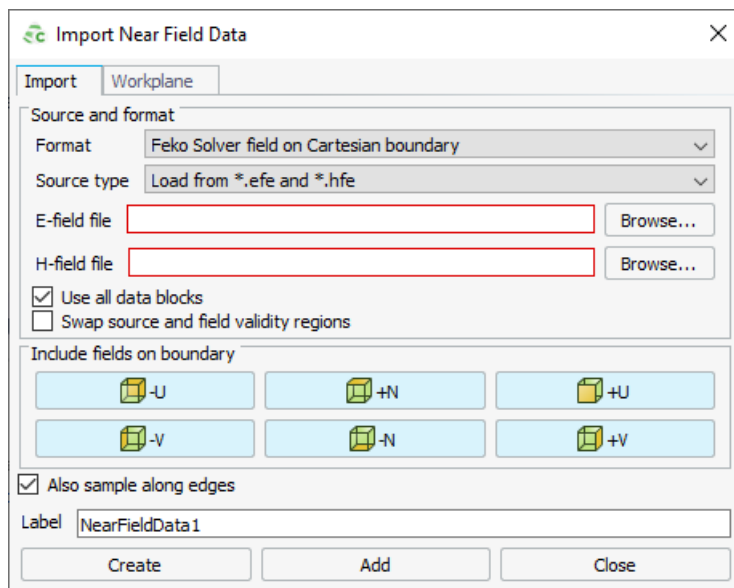 Import Near Field Data
Import Workplane
Source and format
Format Feko Solver field on Cartesian boundary
Source type Load from *.efe and *.hfe
E-field file Browse...
H-field file Browse...
Use all data blocks
Swap source and field validity regions
Include fields on boundary
-U +N +U
-V -N +V
Also sample along edges
Label NearFieldData1
Create Add Close